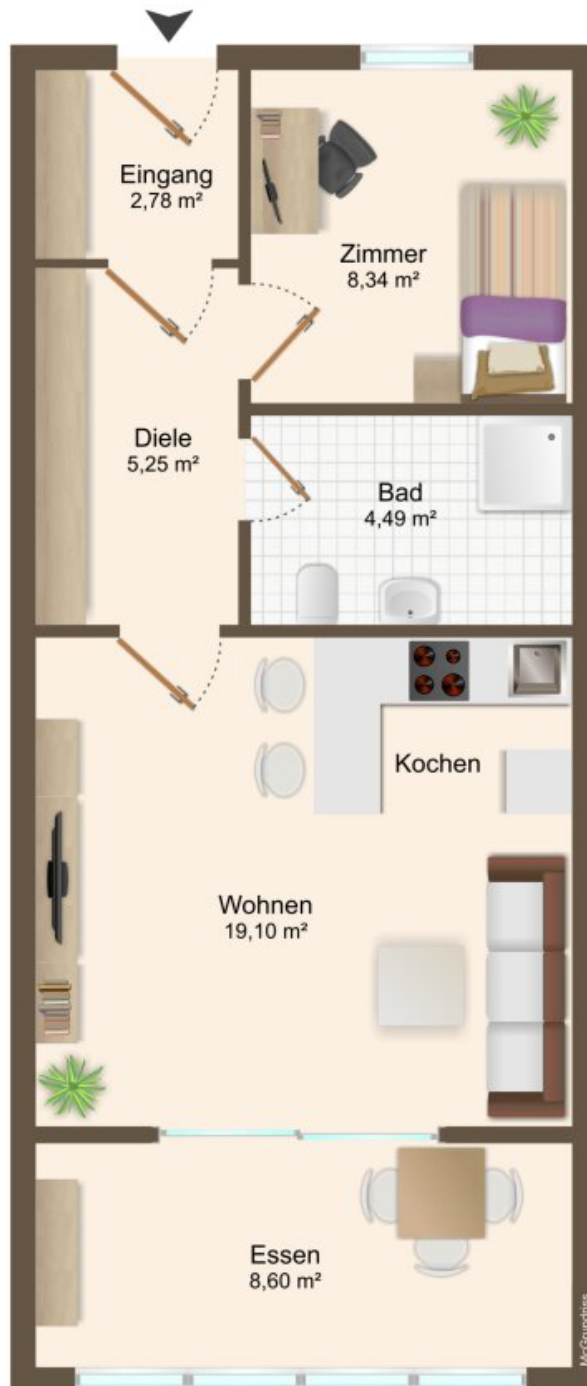 Eingang
2,78 m²
Zimmer
8,34 m²
Diele
5,25 m²
Bad
4,49 m²
Kochen
Wohnen
19,10 m²
Essen
8,60 m²
McGrundriss